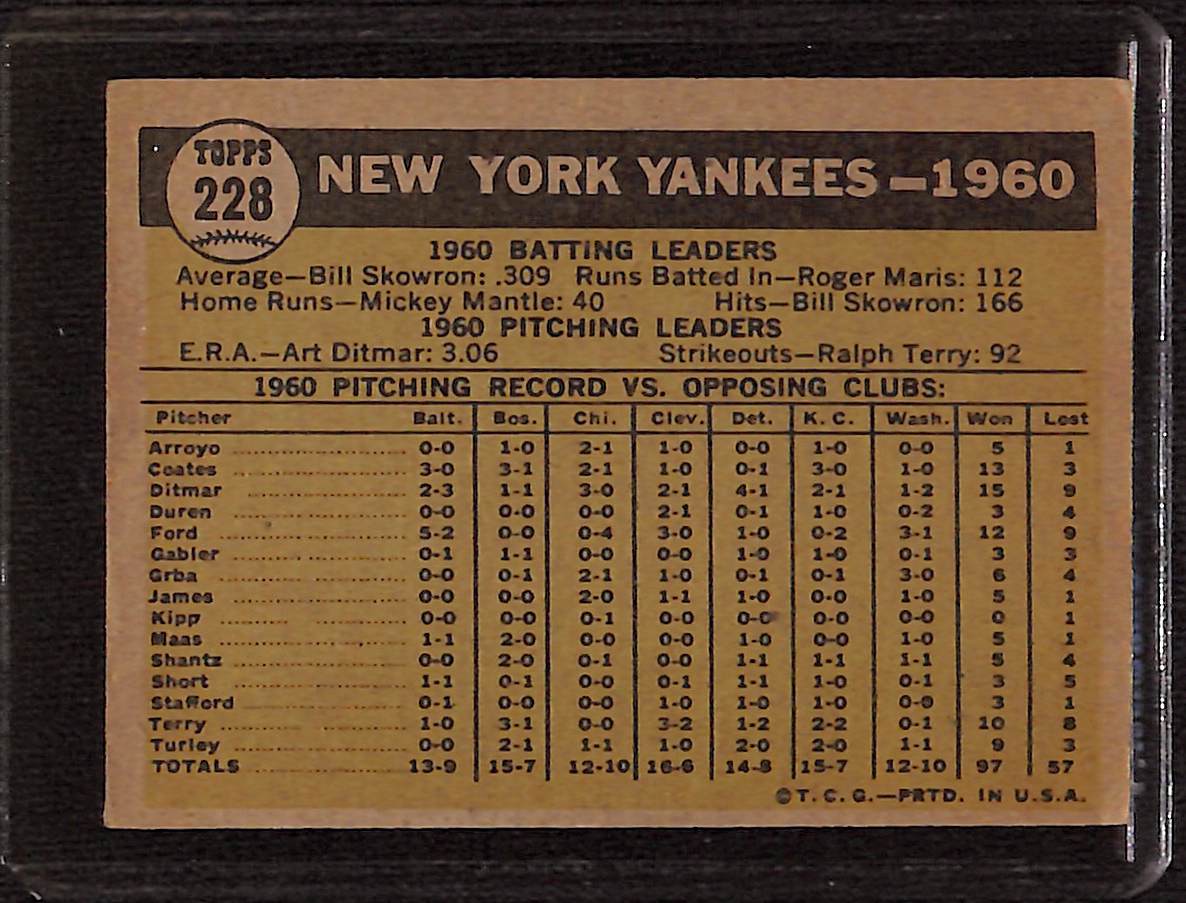 TOPPS
228
NEW YORK YANKEES—1960
1960 BATTING LEADERS
Average—Bill Skowron: .309 Runs Batted In—Roger Maris: 112
Home Runs—Mickey Mantle: 40 Hits—Bill Skowron: 166
1960 PITCHING LEADERS
E.R.A.—Art Ditmar: 3.06 Strikeouts—Ralph Terry: 92
1960 PITCHING RECORD VS. OPPOSING CLUBS:
Pitcher Balt. Bos. Chi. Clev. Det. K. C. Wash. Won Lost
Arroyo 0-0 1-0 2-1 1-0 0-0 1-0 0-0 5 1
Coates 3-0 3-1 2-1 1-0 0-1 3-0 1-0 13 3
Ditmar 2-3 1-1 3-0 2-1 4-1 2-1 1-2 15 9
Duren 0-0 0-0 0-0 2-1 0-1 1-0 0-2 3 4
Ford 5-2 0-0 0-4 3-0 1-0 0-2 3-1 12 9
Gabler 0-1 1-1 0-0 0-0 1-0 1-0 0-1 3 3
Grba 0-0 0-1 2-1 1-0 0-1 0-1 3-0 6 4
James 0-0 0-0 2-0 1-1 1-0 0-0 1-0 5 1
Kipp 0-0 0-0 0-1 0-0 0-0 0-0 0-0 0 1
Maas 1-1 2-0 0-0 0-0 1-0 0-0 1-0 5 1
Shantz 0-0 2-0 0-1 0-0 1-1 1-1 1-1 5 4
Short 1-1 0-1 0-0 0-1 1-1 1-0 0-1 3 5
Stafford 0-1 0-0 0-0 1-0 1-0 1-0 0-0 3 1
Terry 1-0 3-1 0-0 3-2 1-2 2-2 0-1 10 8
Turley 0-0 2-1 1-1 1-0 2-0 2-0 1-1 9 3
TOTALS 13-9 15-7 12-10 16-6 14-8 15-7 12-10 97 57
©T. C. G.—PRTD. IN U.S.A.